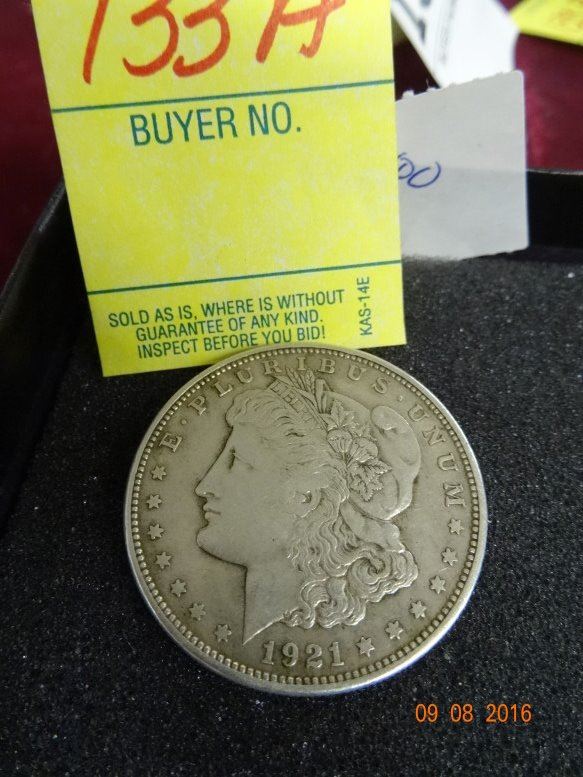 133A
BUYER NO.
SOLD AS IS, WHERE IS WITHOUT
GUARANTEE OF ANY KIND.
INSPECT BEFORE YOU BID!
KAS-14E
00
E·PLURIBUS·UNUM
1921
09 08 2016